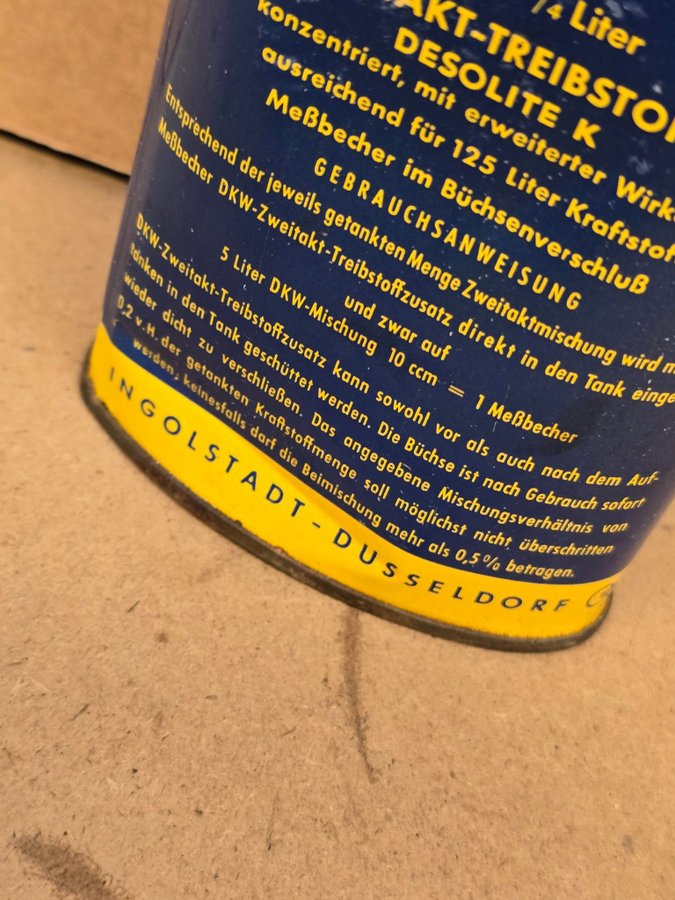 /4 Liter
AKT-TREIBSTO
DESOLITE K
konzentriert, mit erweiterter Wirk
ausreichend für 125 Liter Kraftstof
Meßbecher im Büchsenverschluß
GEBRAUCHSANWEISUNG
Entsprechend der jeweils getankten Menge Zweitaktmischung wird m
Meßbecher DKW-Zweitakt-Treibstoffzusatz direkt in den Tank einge
und zwar auf
5 Liter DKW-Mischung 10 ccm = 1 Meßbecher
DKW-Zweitakt-Treibstoffzusatz kann sowohl vor als auch nach dem Auf-
tanken in den Tank geschüttet werden. Die Büchse ist nach Gebrauch sofort
wieder dicht zu verschließen. Das angegebene Mischungsverhältnis von
0,2 v. H. der getankten Kraftstoffmenge soll möglichst nicht überschritten
werden, keinesfalls darf die Beimischung mehr als 0,5% betragen.
INGOLSTADT-DUSSELDORF